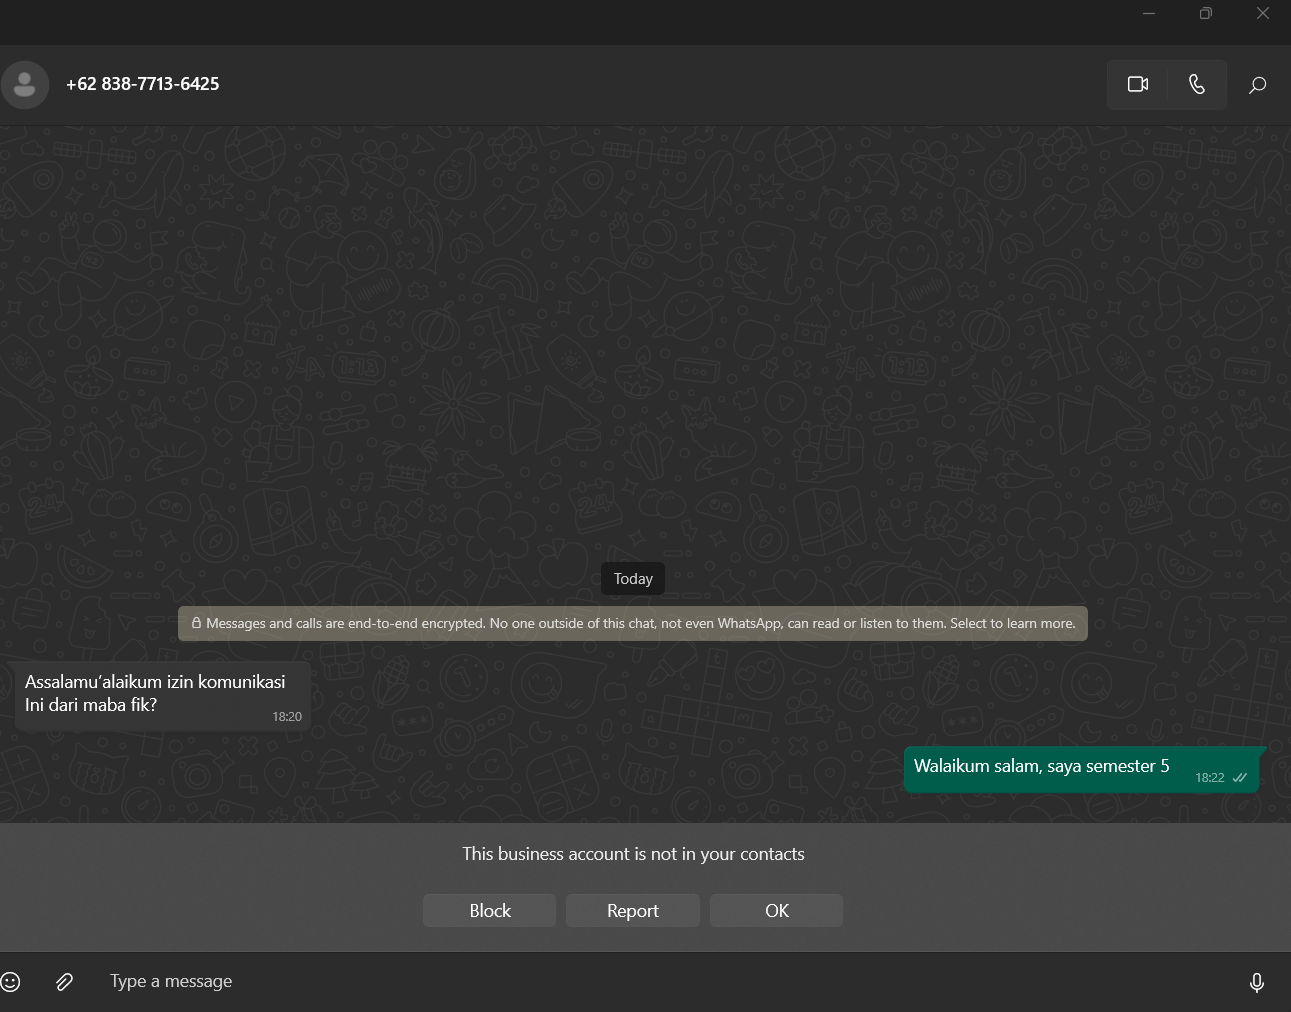 +62 838-7713-6425
Today
Messages and calls are end-to-end encrypted. No one outside of this chat, not even WhatsApp, can read or listen to them. Select to learn more.
Assalamu'alaikum izin komunikasi
Ini dari maba fik?
18:20
Walaikum salam, saya semester 5
18:22
This business account is not in your contacts
Block
Report
OK
Type a message